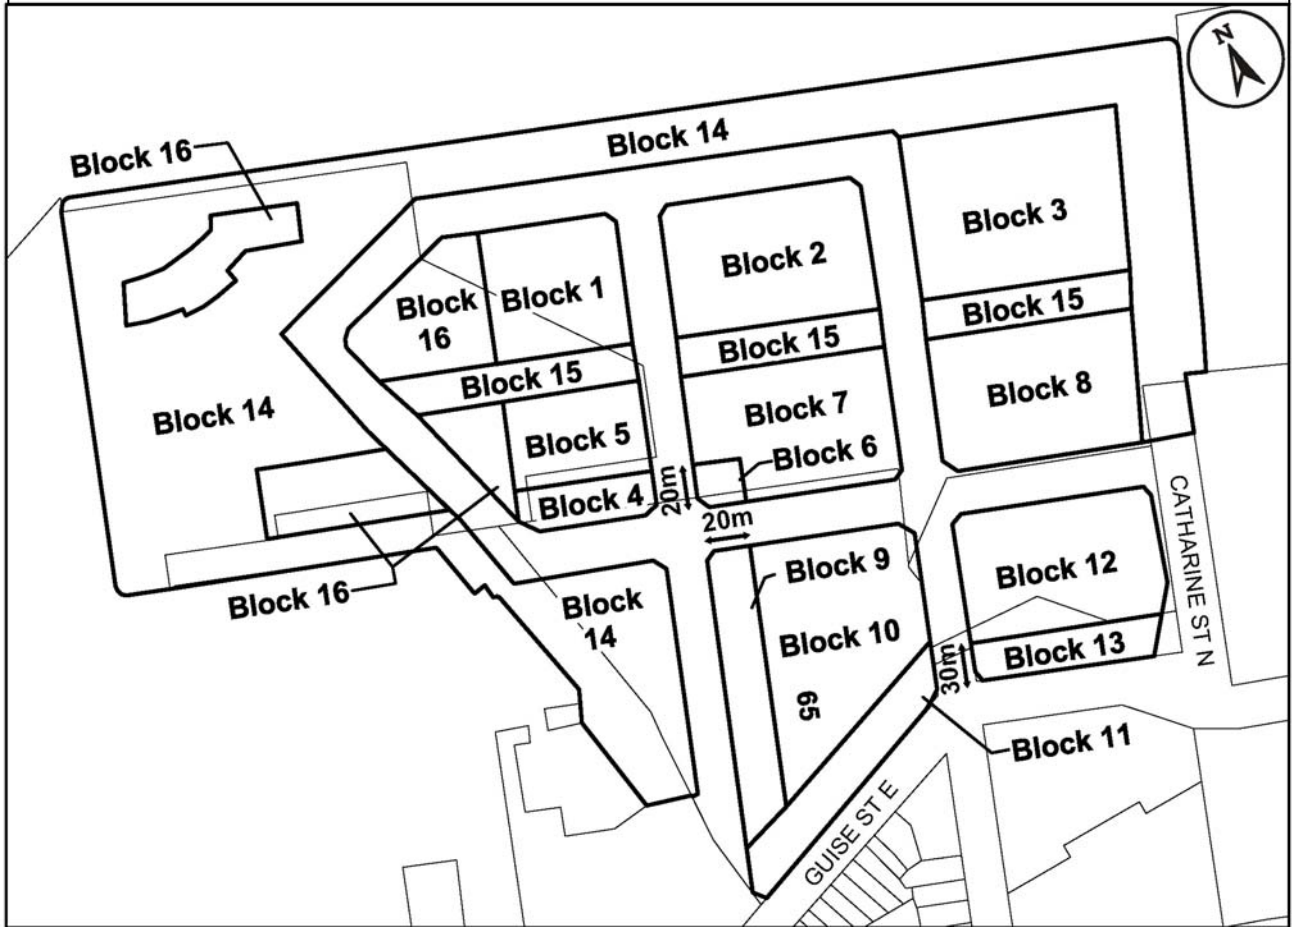 N
Block 14
Block 16
Block 3
Block 2
Block 1
Block
16
Block 15
Block 15
Block 15
Block 8
Block 14
Block 7
Block 5
Block 6
Block 4
20m
20m
CATHARINE ST N
Block 9
Block 12
Block 16
Block
14
Block 10
Block 13
30m
65
Block 11
GUISE ST E